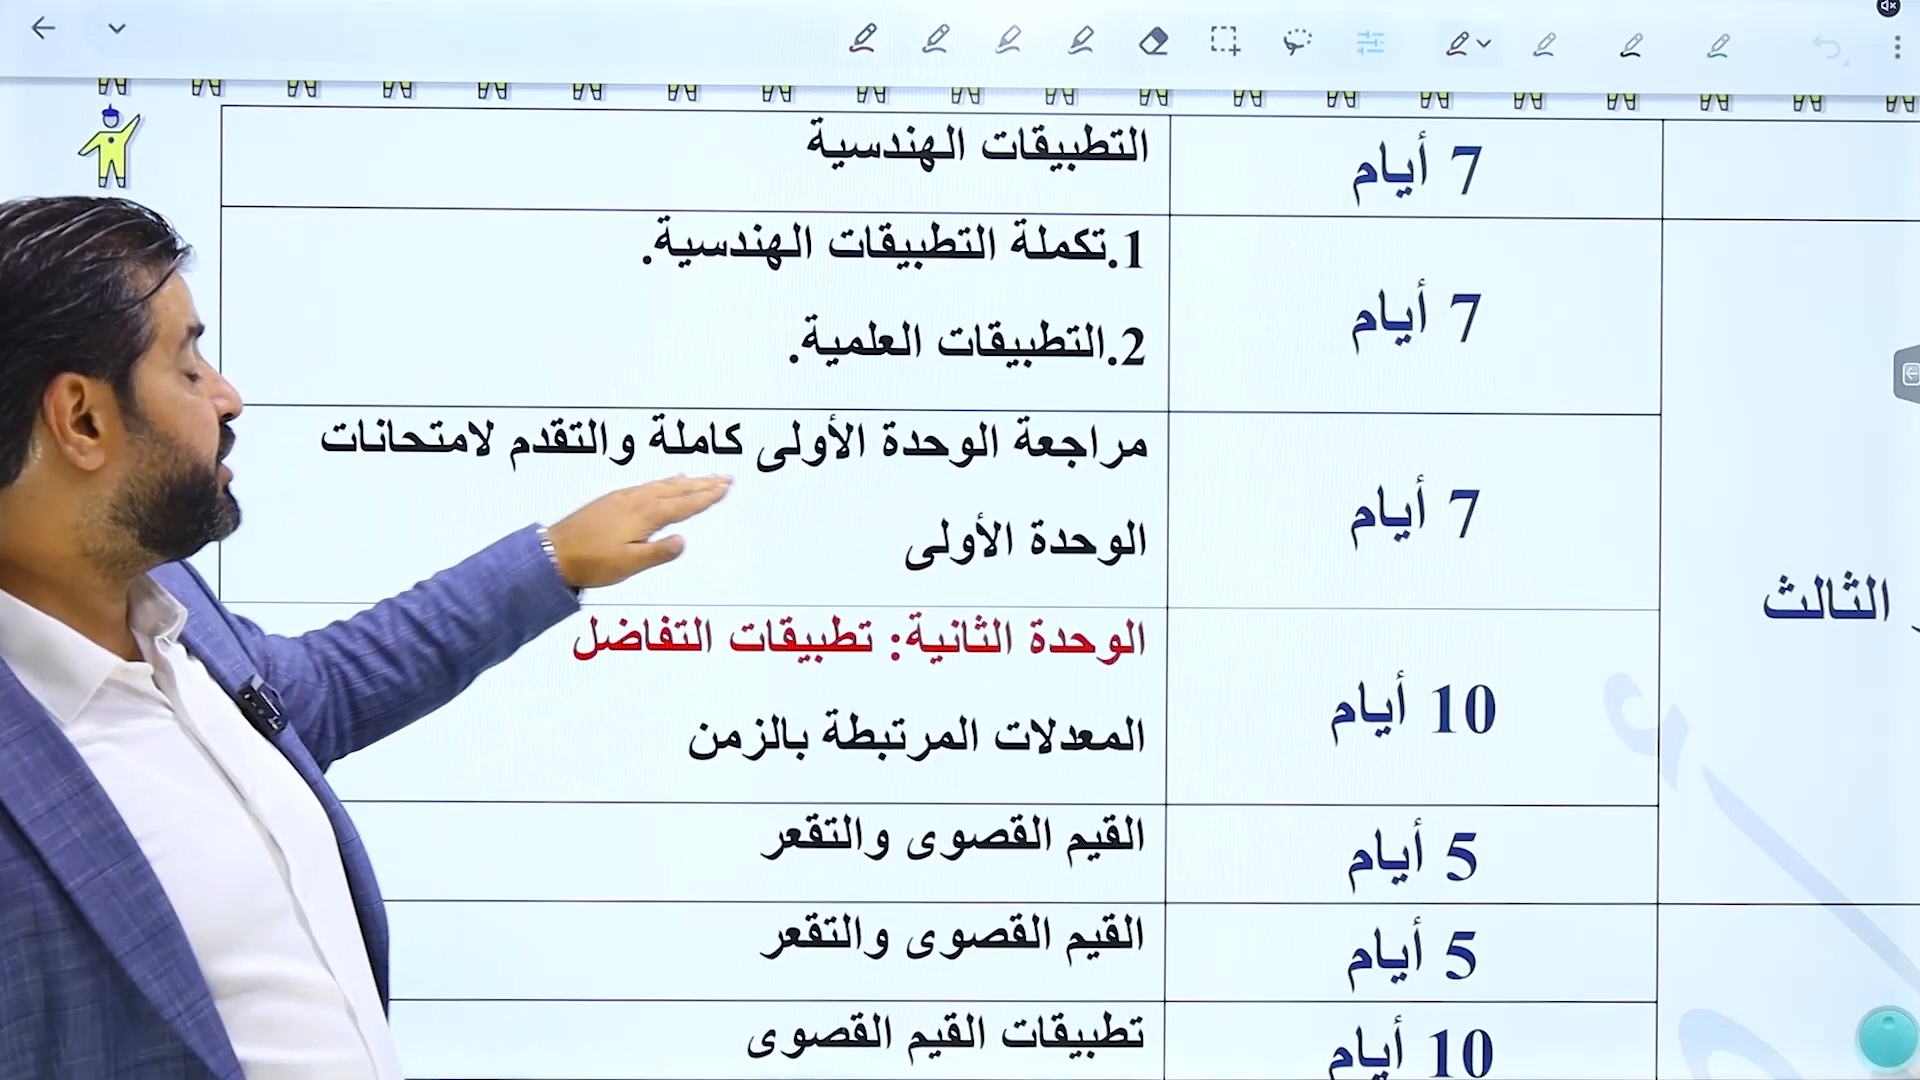 7 أيام
التطبيقات الهندسية
الثالث
7 أيام
1.تكملة التطبيقات الهندسية.
2.التطبيقات العلمية.
7 أيام
مراجعة الوحدة الأولى كاملة والتقدم لامتحانات
الوحدة الأولى
10 أيام
الوحدة الثانية: تطبيقات التفاضل
المعدلات المرتبطة بالزمن
5 أيام
القيم القصوى والتقعر
5 أيام
القيم القصوى والتقعر
10 أيام
تطبيقات القيم القصوى